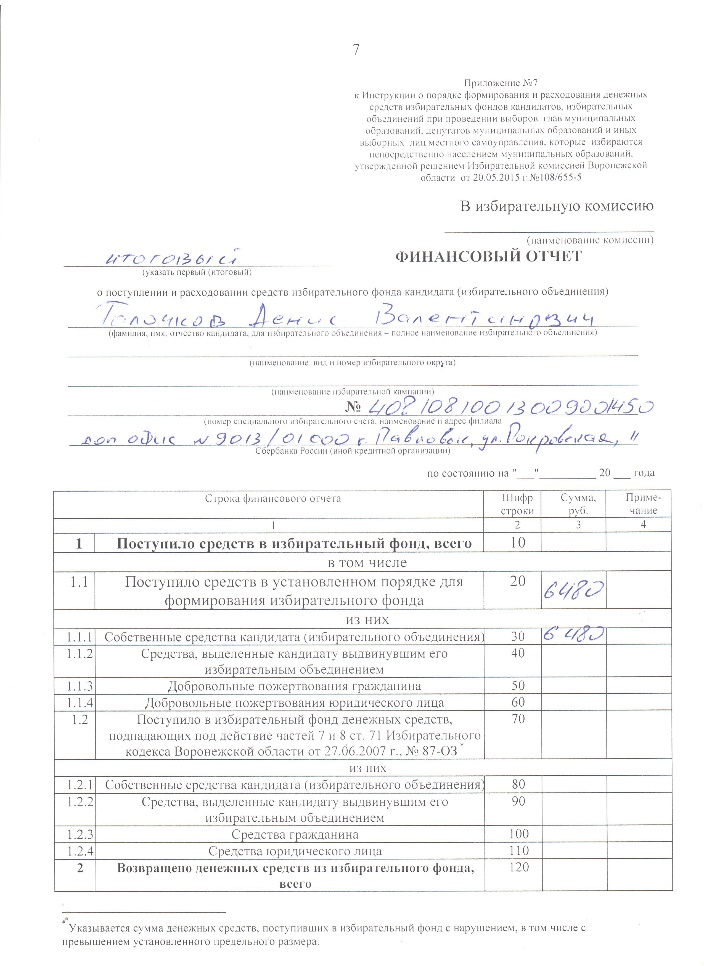 7
Приложение №7
к Инструкции о порядке формирования и расходования денежных
средств избирательных фондов кандидатов, избирательных
объединений при проведении выборов глав муниципальных
образований, депутатов муниципальных образований и иных
выборных лиц местного самоуправления, которые избираются
непосредственно населением муниципальных образований,
утвержденной решением Избирательной комиссией Воронежской
области от 20.05.2015 г.№108/655-5
В избирательную комиссию
(наименование комиссии)
итоговый
(указать первый (итоговый)
ФИНАНСОВЫЙ ОТЧЕТ
о поступлении и расходовании средств избирательного фонда кандидата (избирательного объединения)
Денис Валентинович
(фамилия, имя, отчество кандидата, для избирательного объединения – полное наименование избирательного объединения)
(наименование, вид и номер избирательного округа)
(наименование избирательной кампании)
№ 40810810013009001450
(номер специального избирательного счета, наименование и адрес филиала
доп офис N 9013/01000 г. Павловск, ул. Покровская, 11
Сбербанка России (иной кредитной организации)
по состоянию на "___"__________ 20 ___ года
Строка финансового отчета Шифр строки Сумма, руб. Приме-чание
1 2 3 4
1 Поступило средств в избирательный фонд, всего 10
в том числе
1.1 Поступило средств в установленном порядке для 20 6480
формирования избирательного фонда
из них
1.1.1 Собственные средства кандидата (избирательного объединения) 30 6480
1.1.2 Средства, выделенные кандидату выдвинувшим его 40
избирательным объединением
1.1.3 Добровольные пожертвования гражданина 50
1.1.4 Добровольные пожертвования юридического лица 60
1.2 Поступило в избирательный фонд денежных средств, 70
подпадающих под действие частей 7 и 8 ст. 71 Избирательного
кодекса Воронежской области от 27.06.2007 г., № 87-ОЗ *
из них
1.2.1 Собственные средства кандидата (избирательного объединения) 80
1.2.2 Средства, выделенные кандидату выдвинувшим его 90
избирательным объединением
1.2.3 Средства гражданина 100
1.2.4 Средства юридического лица 110
2 Возвращено денежных средств из избирательного фонда, 120
всего
* Указывается сумма денежных средств, поступивших в избирательный фонд с нарушением, в том числе с
превышением установленного предельного размера.